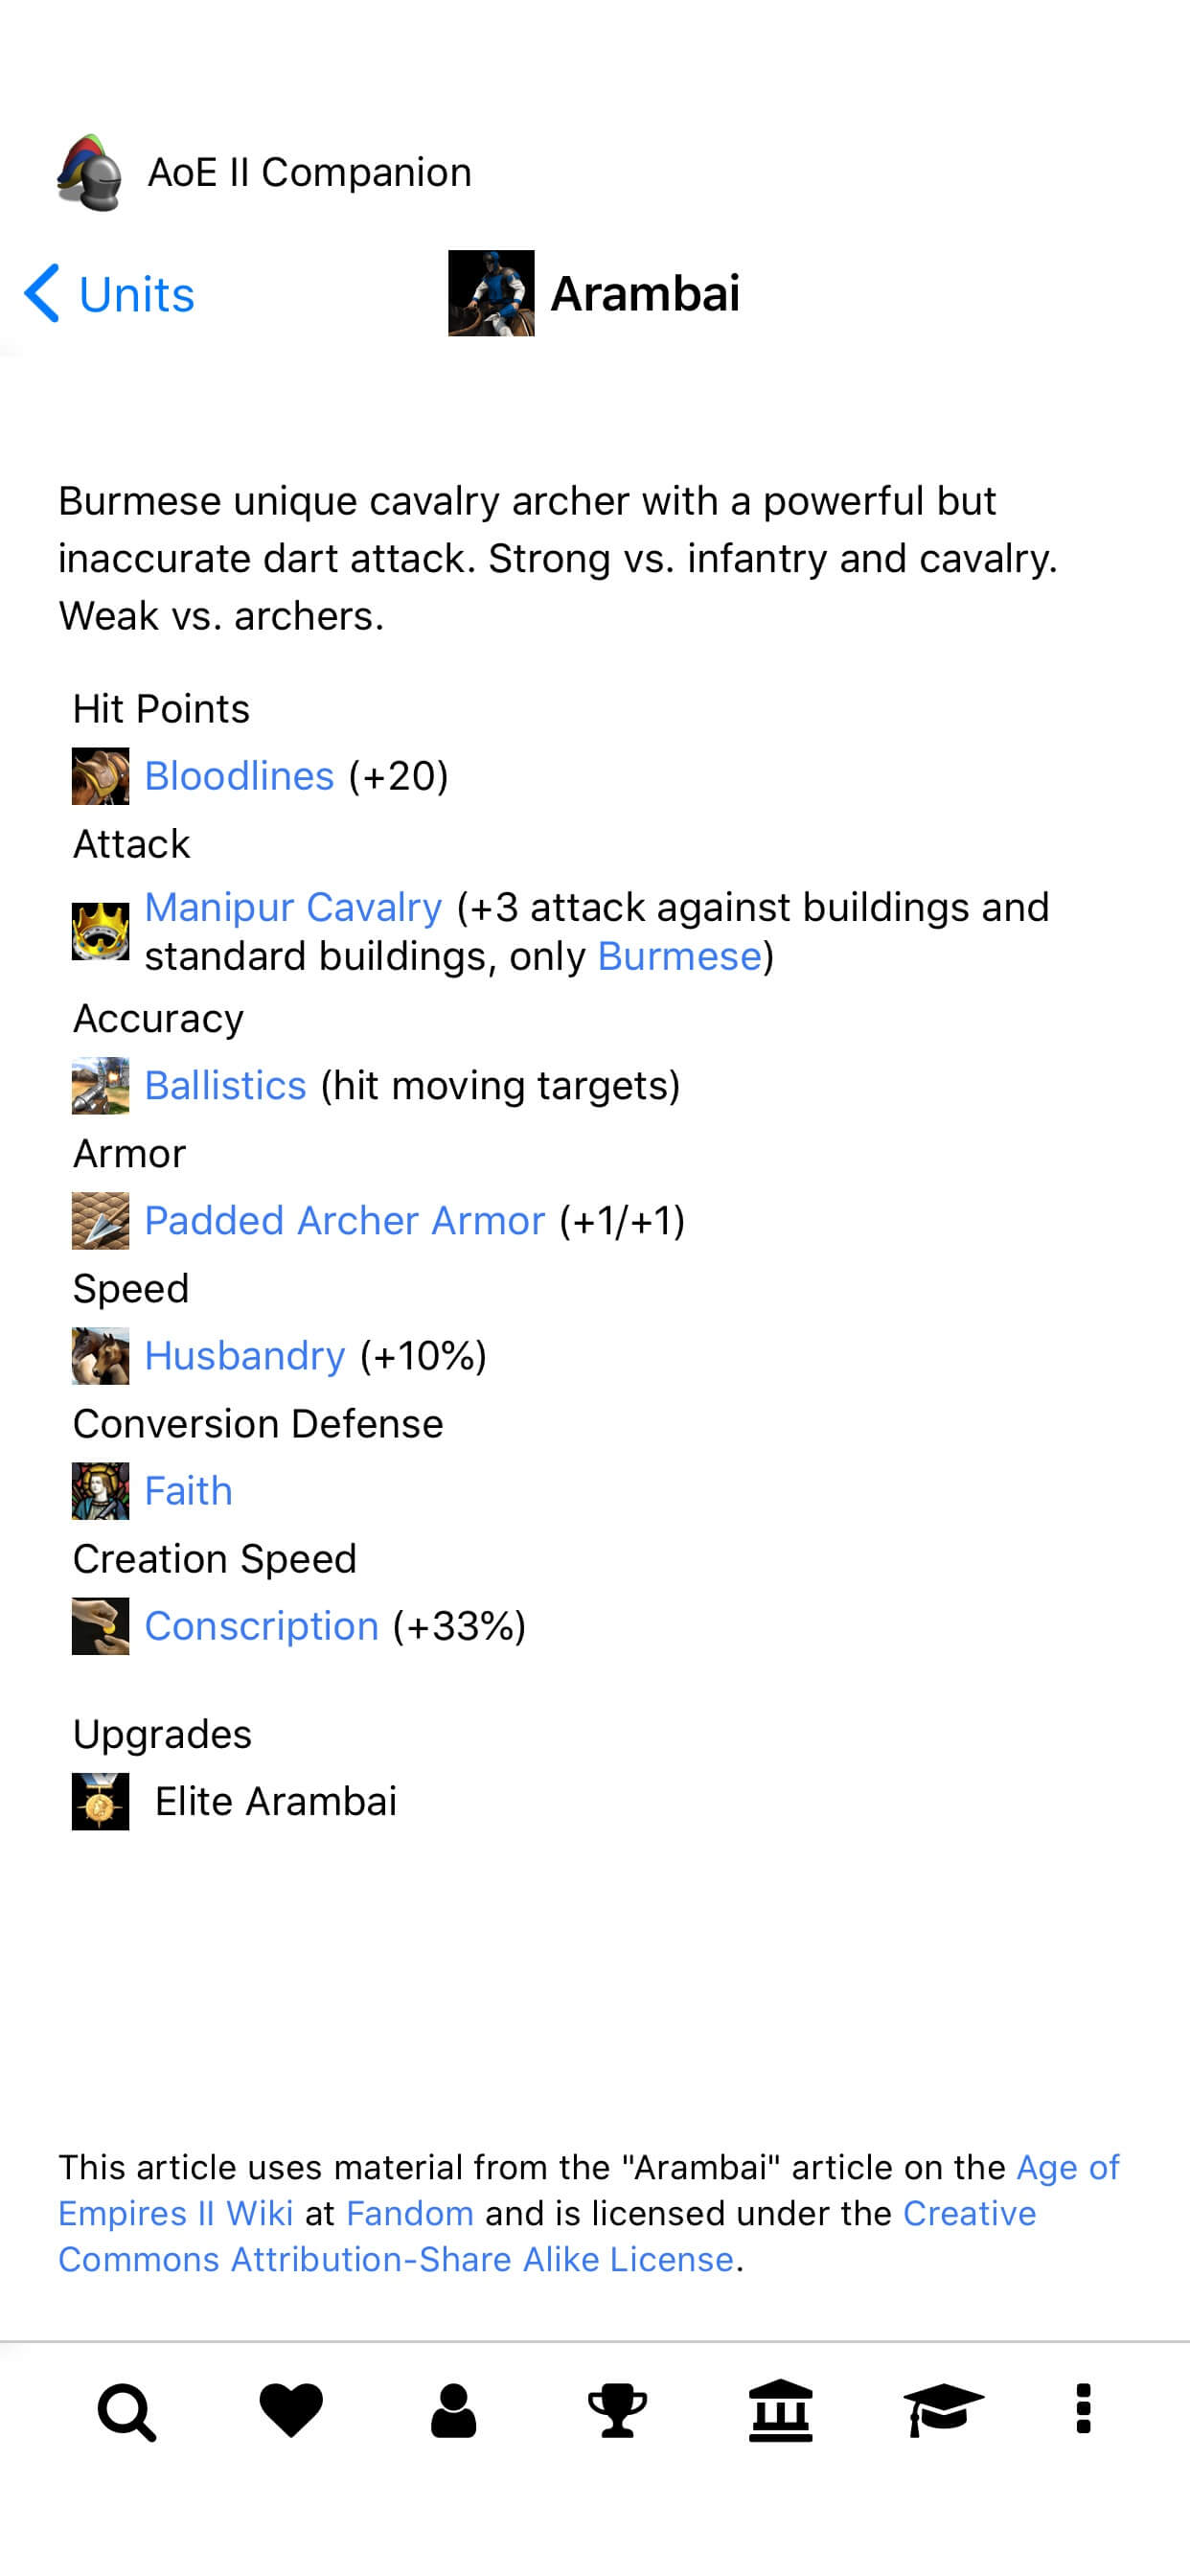 AoE II Companion
Units
Arambai
Burmese unique cavalry archer with a powerful but
inaccurate dart attack. Strong vs. infantry and cavalry.
Weak vs. archers.
Hit Points
Bloodlines (+20)
Attack
Manipur Cavalry (+3 attack against buildings and
standard buildings, only Burmese)
Accuracy
Ballistics (hit moving targets)
Armor
Padded Archer Armor (+1/+1)
Speed
Husbandry (+10%)
Conversion Defense
Faith
Creation Speed
Conscription (+33%)
Upgrades
Elite Arambai
This article uses material from the "Arambai" article on the Age of
Empires II Wiki at Fandom and is licensed under the Creative
Commons Attribution-Share Alike License.